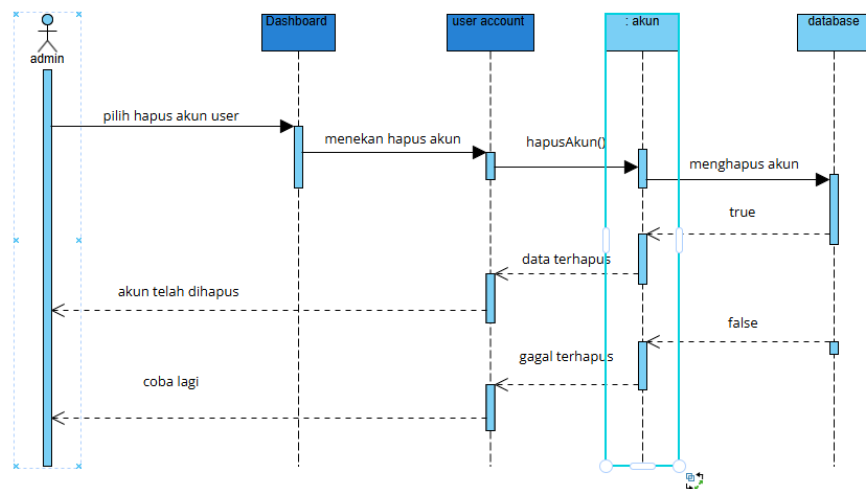 Dashboard
user account
: akun
database
admin
pilih hapus akun user
menekan hapus akun
hapusAkun()
menghapus akun
true
data terhapus
akun telah dihapus
false
gagal terhapus
coba lagi